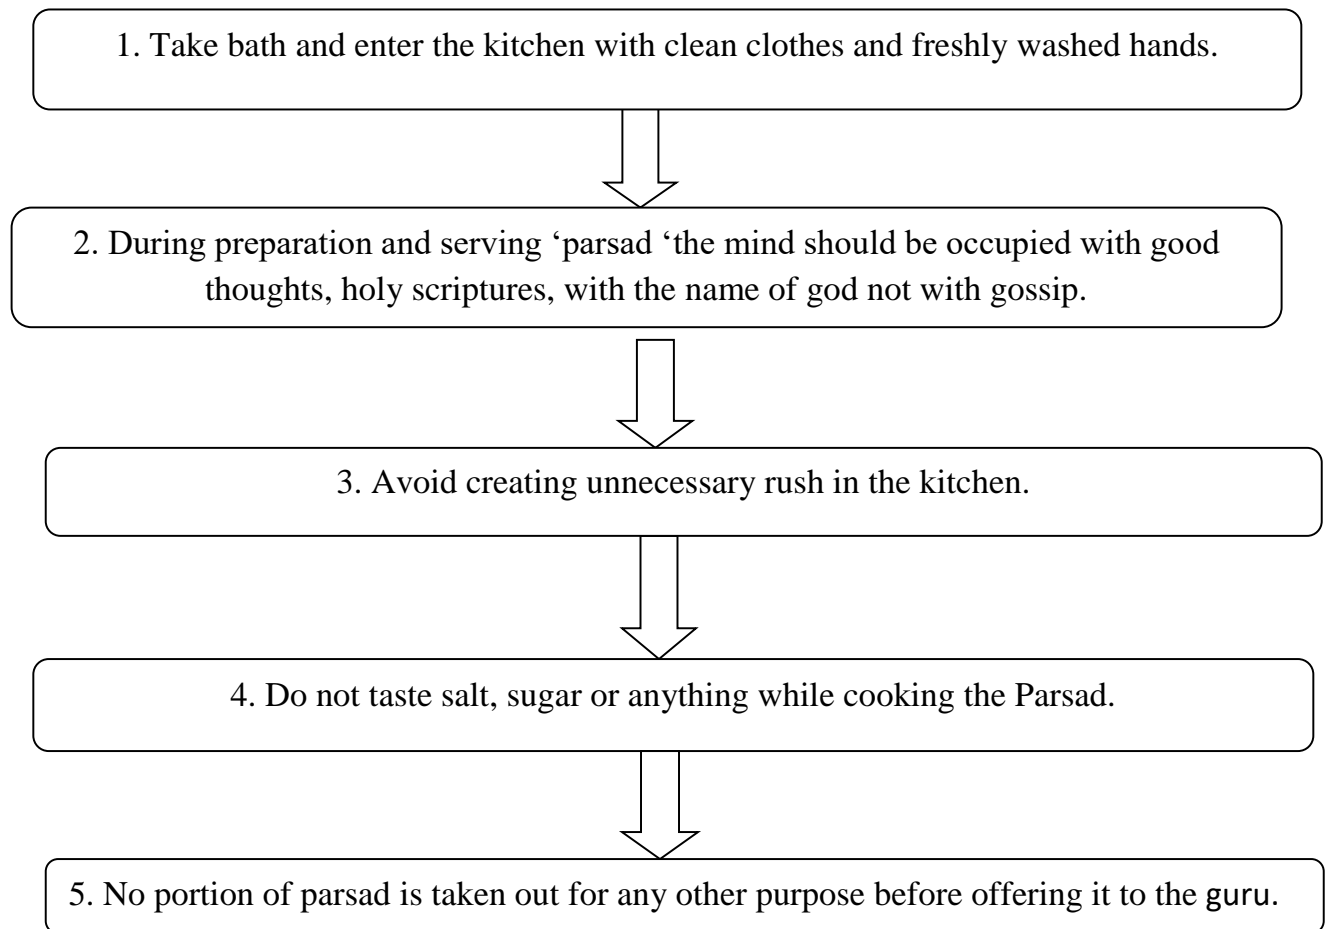 1. Take bath and enter the kitchen with clean clothes and freshly washed hands.
2. During preparation and serving ‘parsad ‘the mind should be occupied with good
thoughts, holy scriptures, with the name of god not with gossip.
3. Avoid creating unnecessary rush in the kitchen.
4. Do not taste salt, sugar or anything while cooking the Parsad.
5. No portion of parsad is taken out for any other purpose before offering it to the guru.